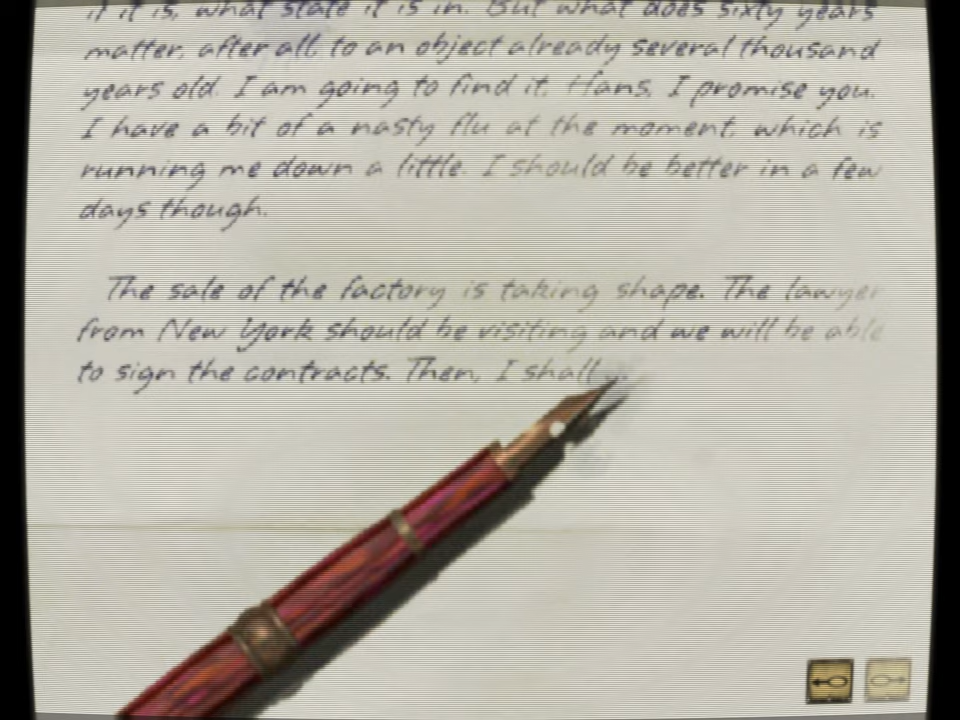 if it is, what state it is in. But what does sixty years
matter, after all, to an object already several thousand
years old. I am going to find it, Hans, I promise you.
I have a bit of a nasty flu at the moment, which is
running me down a little. I should be better in a few
days though.
The sale of the factory is taking shape. The lawyer
from New York should be visiting and we will be able
to sign the contracts. Then, I shall ...